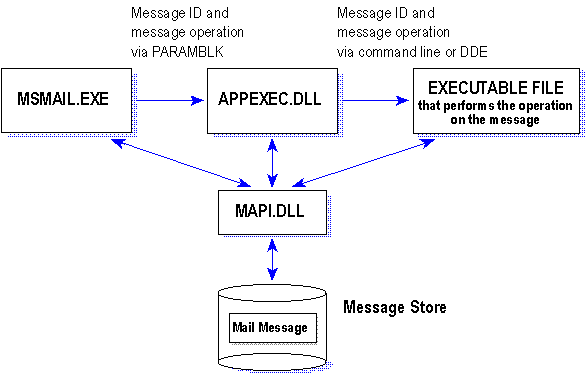 Message ID and
message operation
via PARAMBLK
Message ID and
message operation
via command line or DDE
MSMAIL.EXE
APPEXEC.DLL
EXECUTABLE FILE
that performs the operation
on the message
MAPI.DLL
Message Store
Mail Message